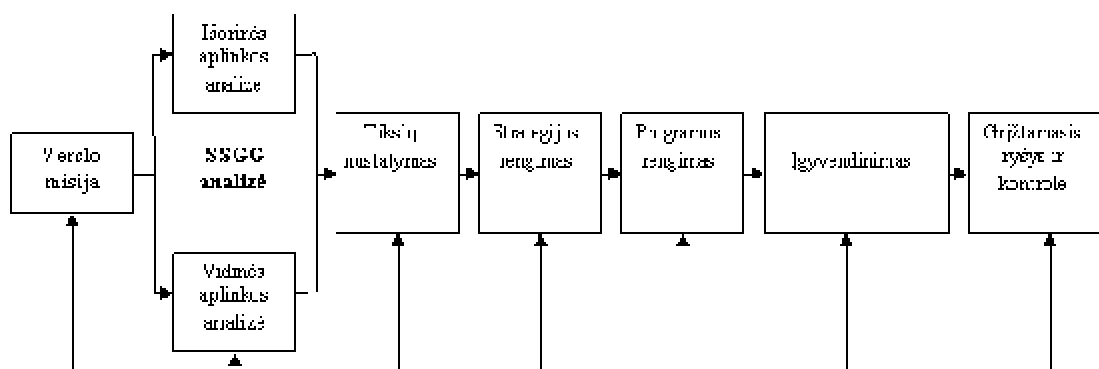 Verslo
misija
Išorinės
aplinkos
analizė
SSGG
analizė
Vidinės
aplinkos
analizė
Tikslų
nustatymas
Strategijos
rengimas
Programos
rengimas
Įgyvendinimas
Grįžtamasis
ryšys ir
kontrolė